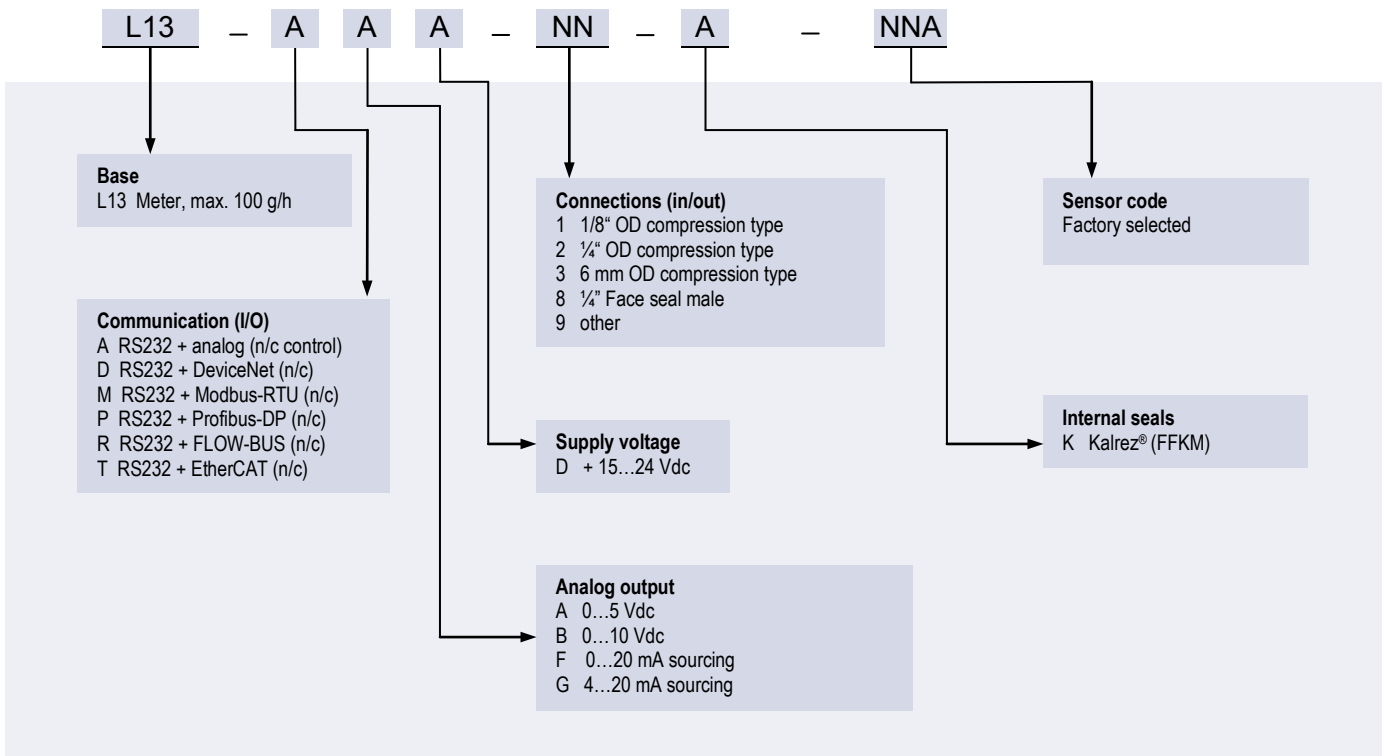 L13 – A A A – NN – A – NNA
Base
L13 Meter, max. 100 g/h
Communication (I/O)
A RS232 + analog (n/c control)
D RS232 + DeviceNet (n/c)
M RS232 + Modbus-RTU (n/c)
P RS232 + Profibus-DP (n/c)
R RS232 + FLOW-BUS (n/c)
T RS232 + EtherCAT (n/c)
Connections (in/out)
1 1/8“ OD compression type
2 ¼“ OD compression type
3 6 mm OD compression type
8 ¼” Face seal male
9 other
Supply voltage
D + 15…24 Vdc
Analog output
A 0…5 Vdc
B 0…10 Vdc
F 0…20 mA sourcing
G 4…20 mA sourcing
Sensor code
Factory selected
Internal seals
K Kalrez® (FFKM)